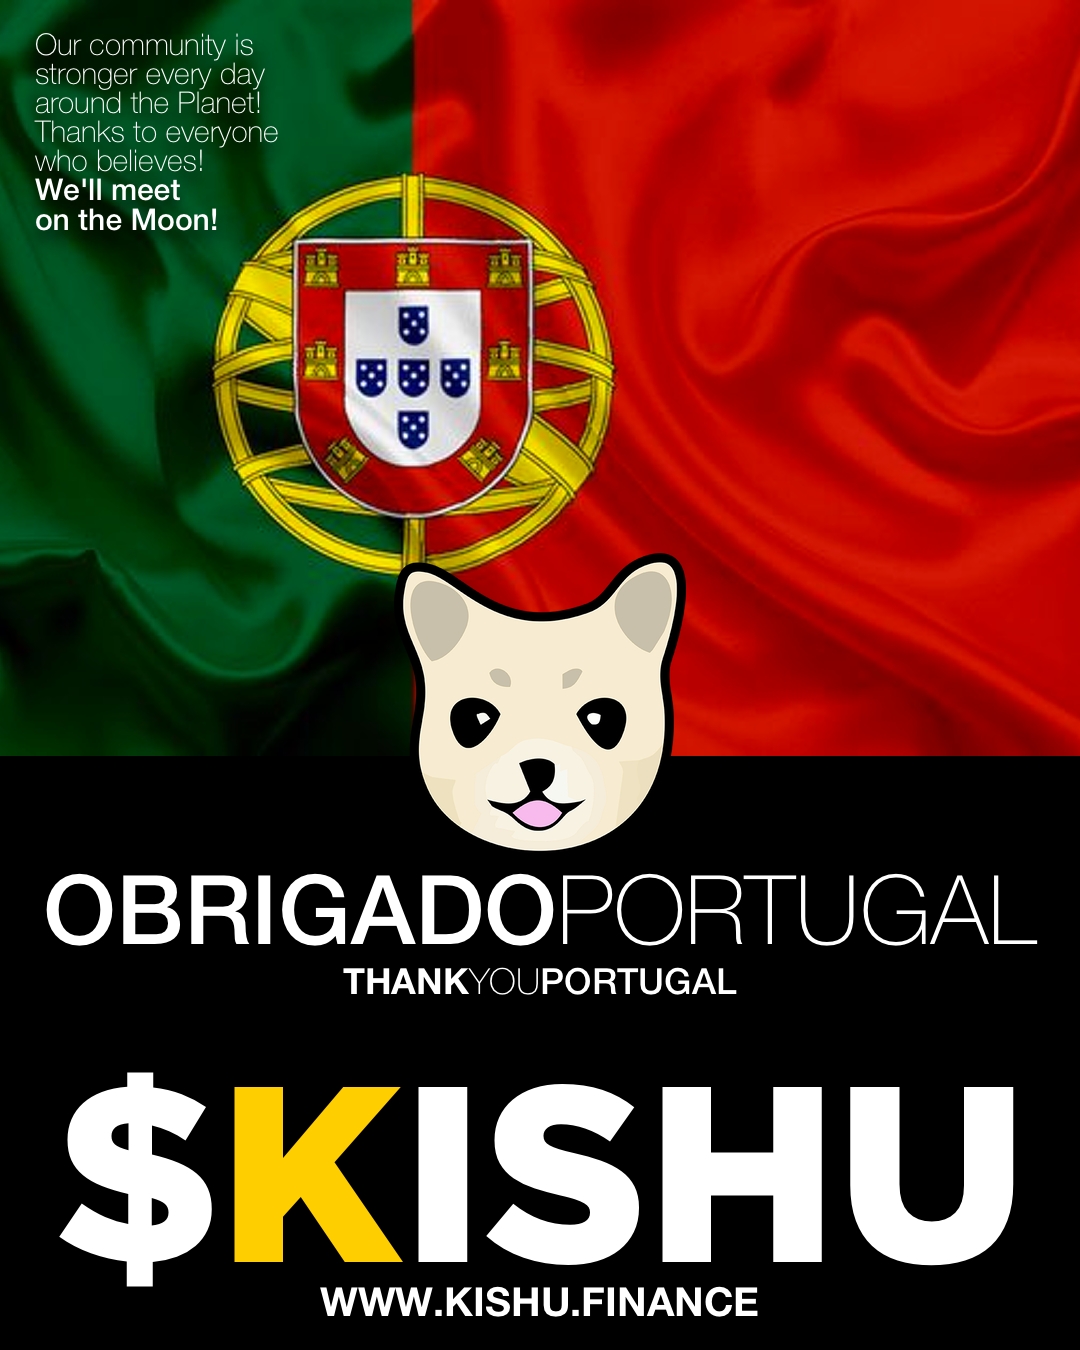 Our community is
stronger every day
around the Planet!
Thanks to everyone
who believes!
We'll meet
on the Moon!
OBRIGADOPORTUGAL
THANKYOUPORTUGAL
$KISHU
WWW.KISHU.FINANCE